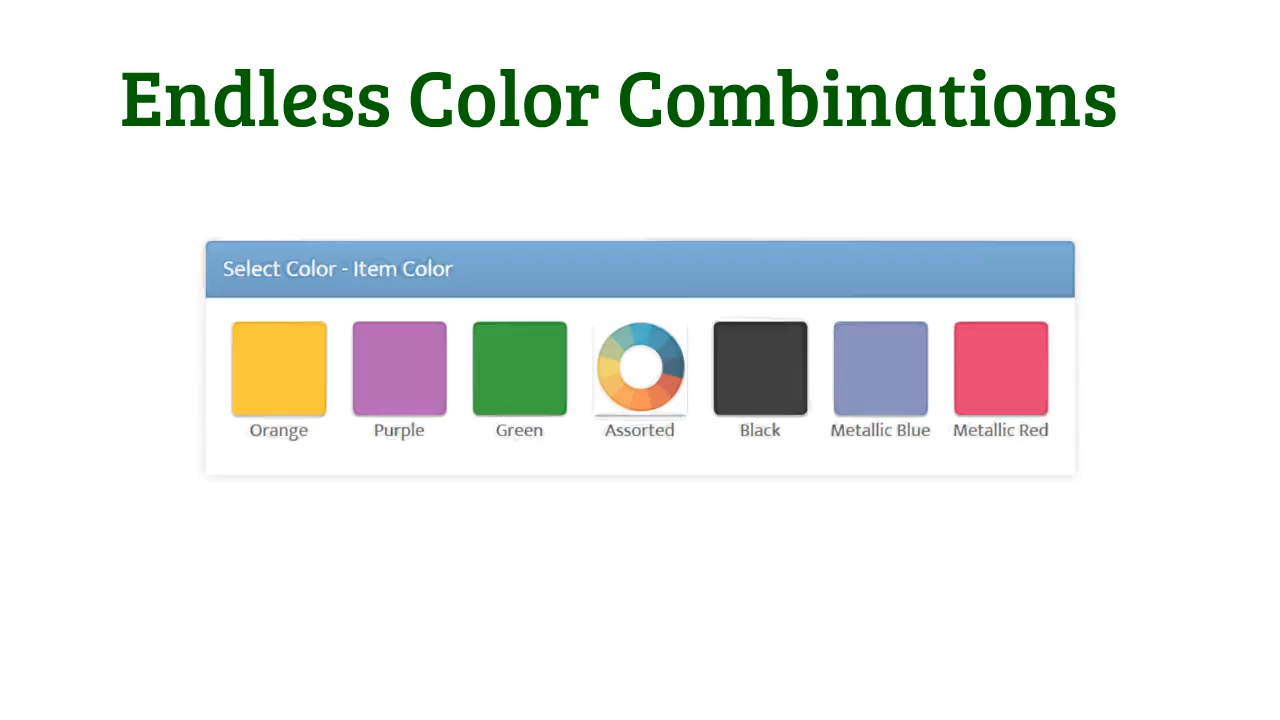 Endless Color Combinations
Select Color - Item Color
Orange Purple Green Assorted Black Metallic Blue Metallic Red